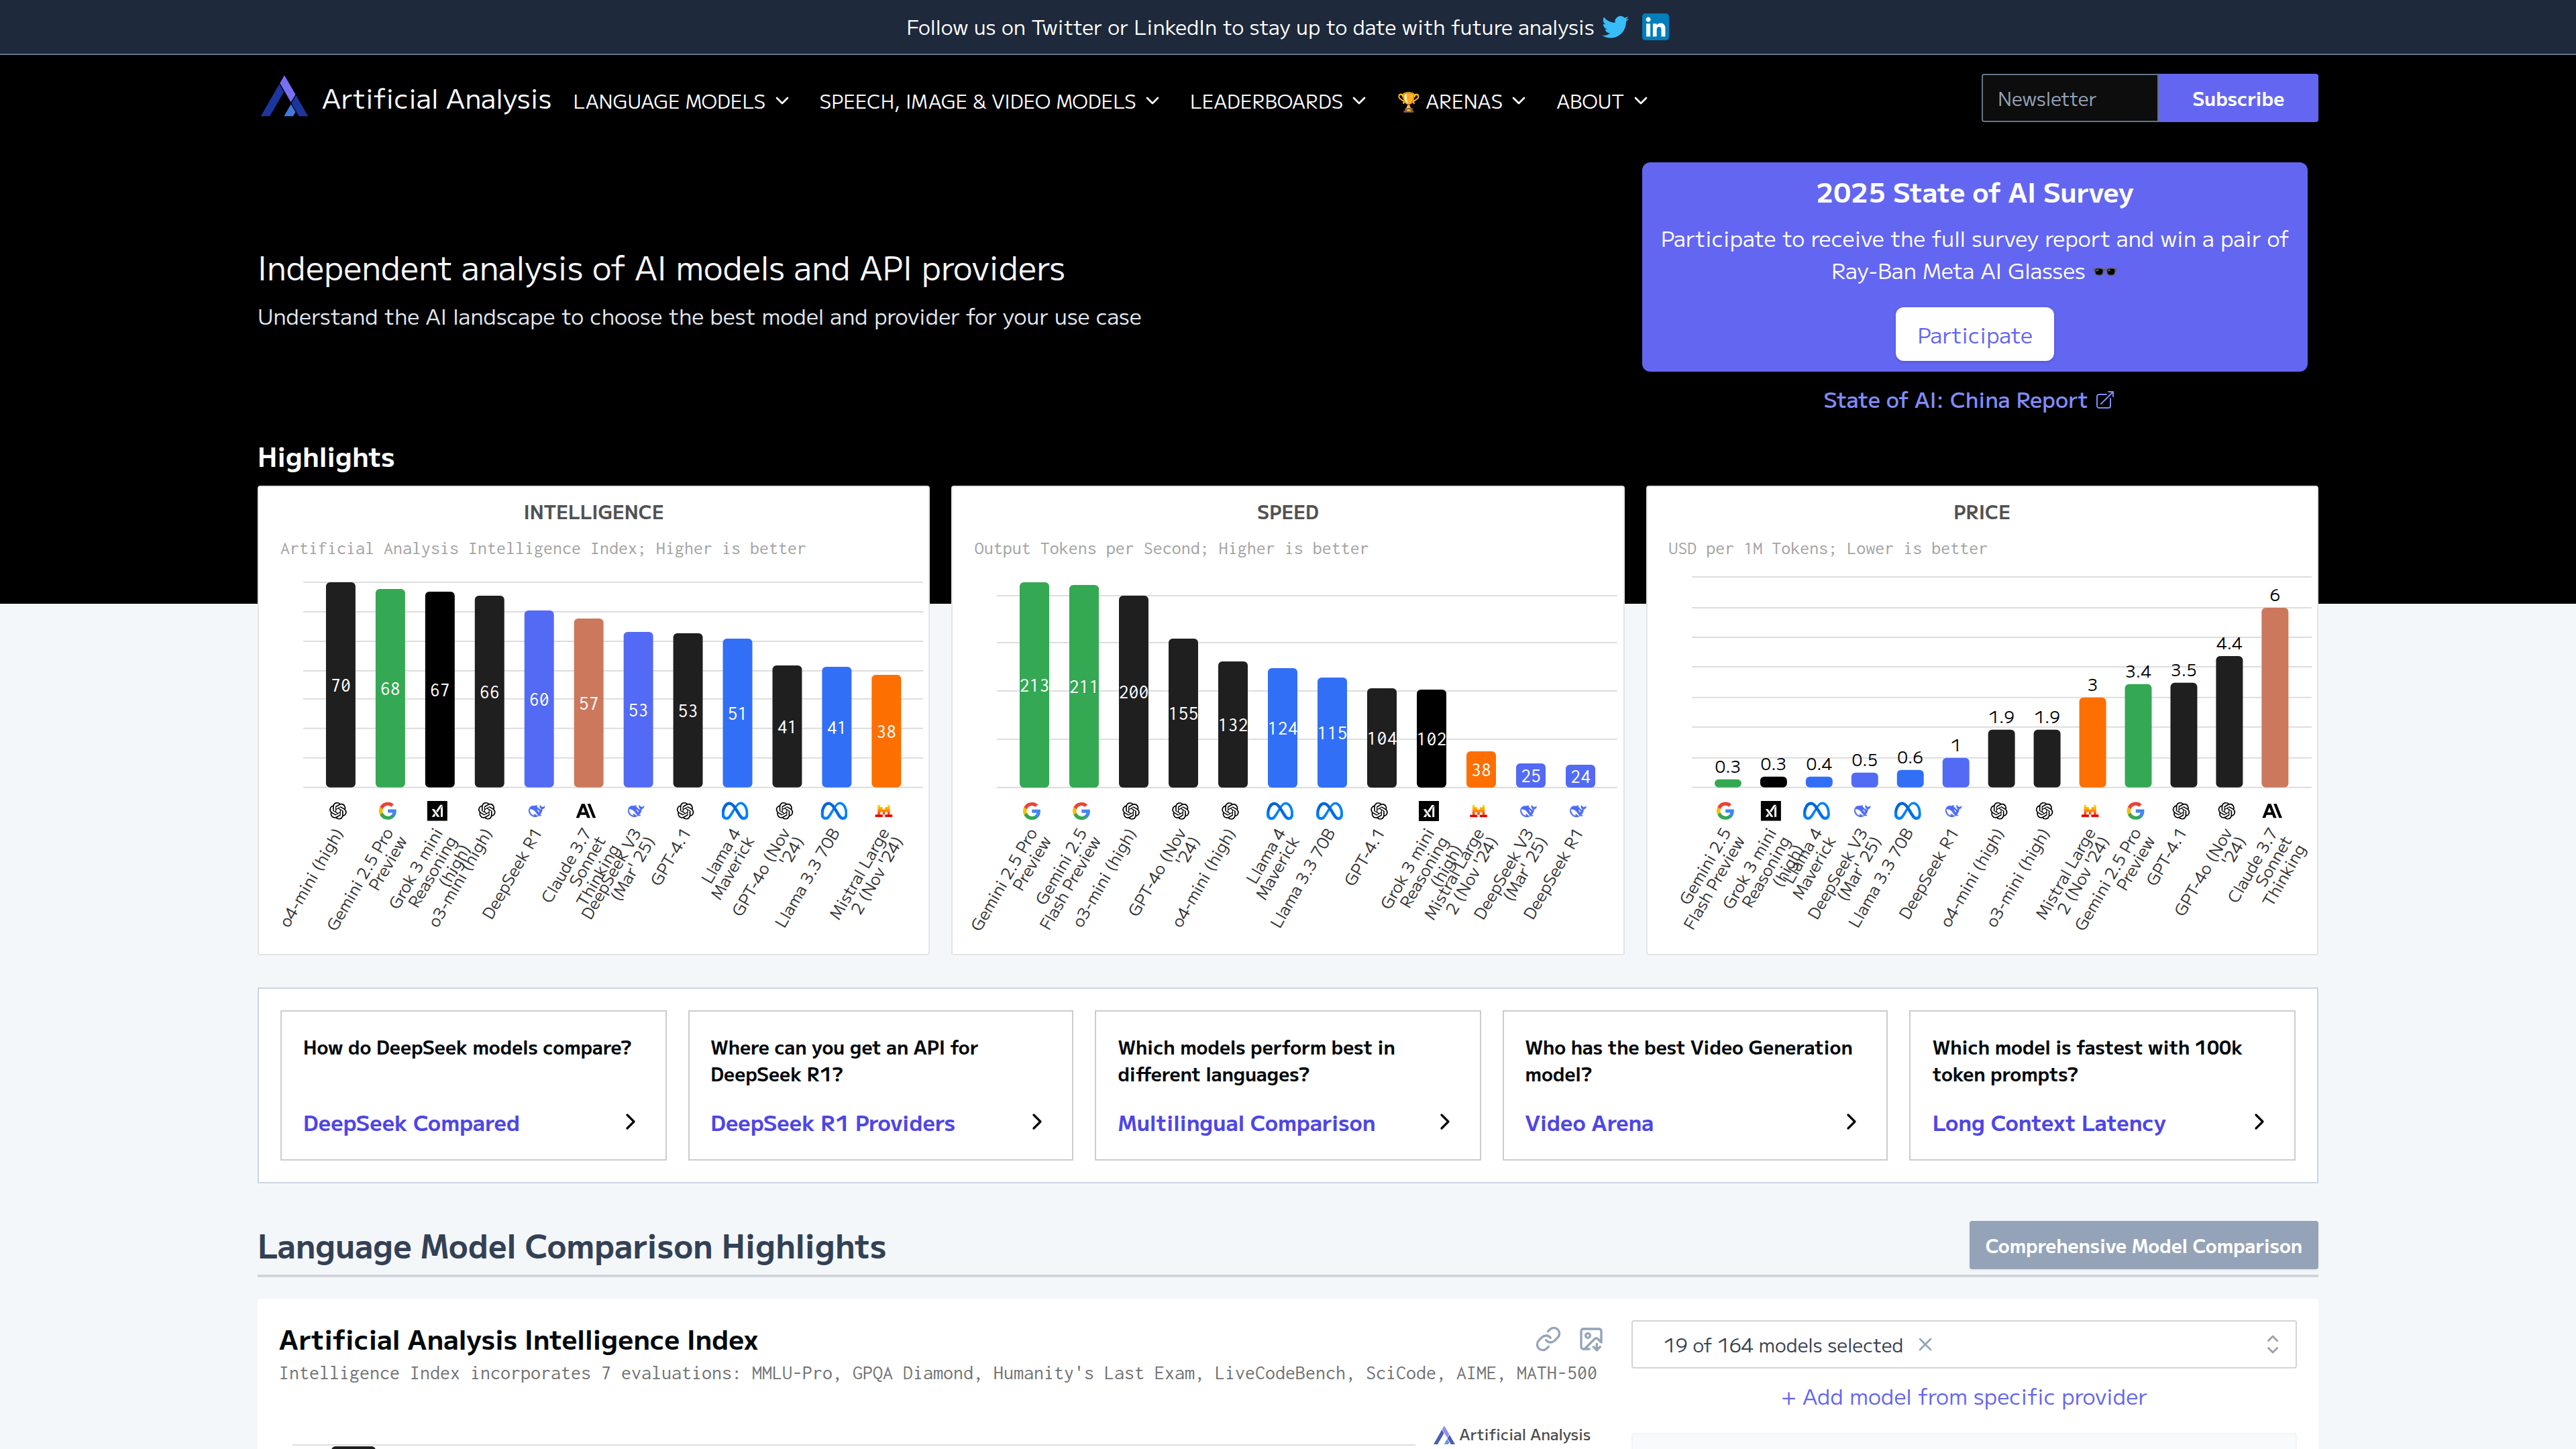 Follow us on Twitter or LinkedIn to stay up to date with future analysis
Artificial Analysis
LANGUAGE MODELS
SPEECH, IMAGE & VIDEO MODELS
LEADERBOARDS
🏆 ARENAS
ABOUT
Newsletter
Subscribe
2025 State of AI Survey
Participate to receive the full survey report and win a pair of
Ray-Ban Meta AI Glasses 🕶️
Participate
State of AI: China Report
Independent analysis of AI models and API providers
Understand the AI landscape to choose the best model and provider for your use case
Highlights
INTELLIGENCE
Artificial Analysis Intelligence Index; Higher is better
70
68
67
66
60
57
53
53
51
41
41
38
o4-mini (high)
Gemini 2.5 Pro
Preview
Grok 3 mini
Reasoning
(high)
o3-mini (high)
DeepSeek R1
Claude 3.7
Sonnet
Thinking
DeepSeek V3
(Mar' 25)
GPT-4.1
Llama 4
Maverick
GPT-4o (Nov
'24)
Llama 3.3 70B
Mistral Large
2 (Nov '24)
SPEED
Output Tokens per Second; Higher is better
213
211
200
155
132
124
115
104
102
38
25
24
Gemini 2.5 Pro
Preview
Gemini 2.5
Flash Preview
o3-mini (high)
GPT-4o (Nov
'24)
o4-mini (high)
Llama 4
Maverick
Llama 3.3 70B
GPT-4.1
Grok 3 mini
Reasoning
(high)
Mistral Large
2 (Nov '24)
DeepSeek V3
(Mar' 25)
DeepSeek R1
PRICE
USD per 1M Tokens; Lower is better
0.3
0.3
0.4
0.5
0.6
1
1.9
1.9
3
3.4
3.5
4.4
6
Gemini 2.5
Flash Preview
Grok 3 mini
Reasoning
(high)
Llama 4
Maverick
DeepSeek V3
(Mar' 25)
Llama 3.3 70B
DeepSeek R1
o4-mini (high)
o3-mini (high)
Mistral Large
2 (Nov '24)
Gemini 2.5 Pro
Preview
GPT-4.1
GPT-4o (Nov
'24)
Claude 3.7
Sonnet
Thinking
How do DeepSeek models compare?
DeepSeek Compared
Where can you get an API for
DeepSeek R1?
DeepSeek R1 Providers
Which models perform best in
different languages?
Multilingual Comparison
Who has the best Video Generation
model?
Video Arena
Which model is fastest with 100k
token prompts?
Long Context Latency
Language Model Comparison Highlights
Comprehensive Model Comparison
Artificial Analysis Intelligence Index
Intelligence Index incorporates 7 evaluations: MMLU-Pro, GPQA Diamond, Humanity's Last Exam, LiveCodeBench, SciCode, AIME, MATH-500
Artificial Analysis
19 of 164 models selected
+ Add model from specific provider